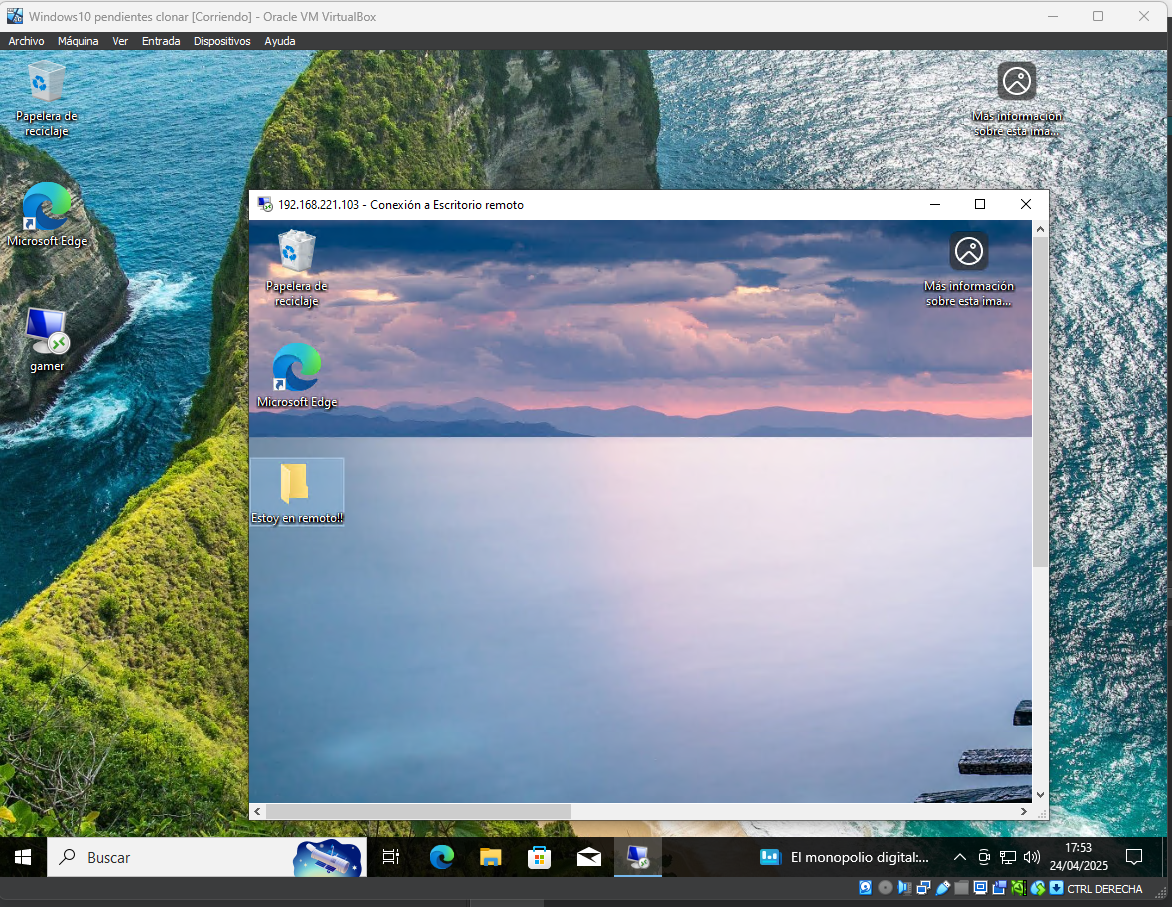 Windows10 pendientes clonar [Corriendo] - Oracle VM VirtualBox
Archivo Máquina Ver Entrada Dispositivos Ayuda
Papelera de
reciclaje
Más información
sobre esta ima...
Microsoft Edge
gamer
192.168.221.103 - Conexión a Escritorio remoto
Papelera de
reciclaje
Más información
sobre esta ima...
Microsoft Edge
Estoy en remoto!!
Buscar
El monopolio digital:...
17:53
24/04/2025
CTRL DERECHA